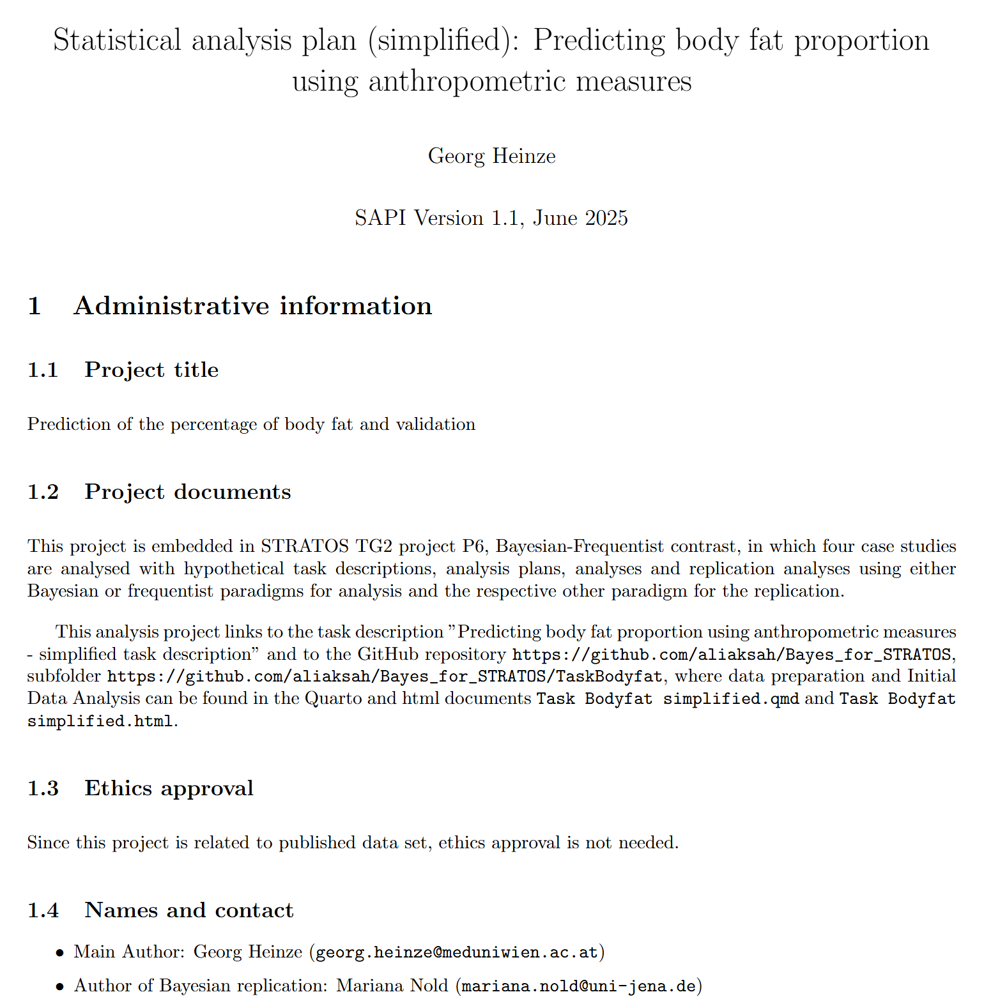 Statistical analysis plan (simplified): Predicting body fat proportion
using anthropometric measures
Georg Heinze
SAPI Version 1.1, June 2025
1 Administrative information
1.1 Project title
Prediction of the percentage of body fat and validation
1.2 Project documents
This project is embedded in STRATOS TG2 project P6, Bayesian-Frequentist contrast, in which four case studies
are analysed with hypothetical task descriptions, analysis plans, analyses and replication analyses using either
Bayesian or frequentist paradigms for analysis and the respective other paradigm for the replication.
This analysis project links to the task description ”Predicting body fat proportion using anthropometric measures
- simplified task description” and to the GitHub repository https://github.com/aliaksah/Bayes_for_STRATOS,
subfolder https://github.com/aliaksah/Bayes_for_STRATOS/TaskBodyfat, where data preparation and Initial
Data Analysis can be found in the Quarto and html documents Task Bodyfat simplified.qmd and Task Bodyfat
simplified.html.
1.3 Ethics approval
Since this project is related to published data set, ethics approval is not needed.
1.4 Names and contact
• Main Author: Georg Heinze (georg.heinze@meduniwien.ac.at)
• Author of Bayesian replication: Mariana Nold (mariana.nold@uni-jena.de)